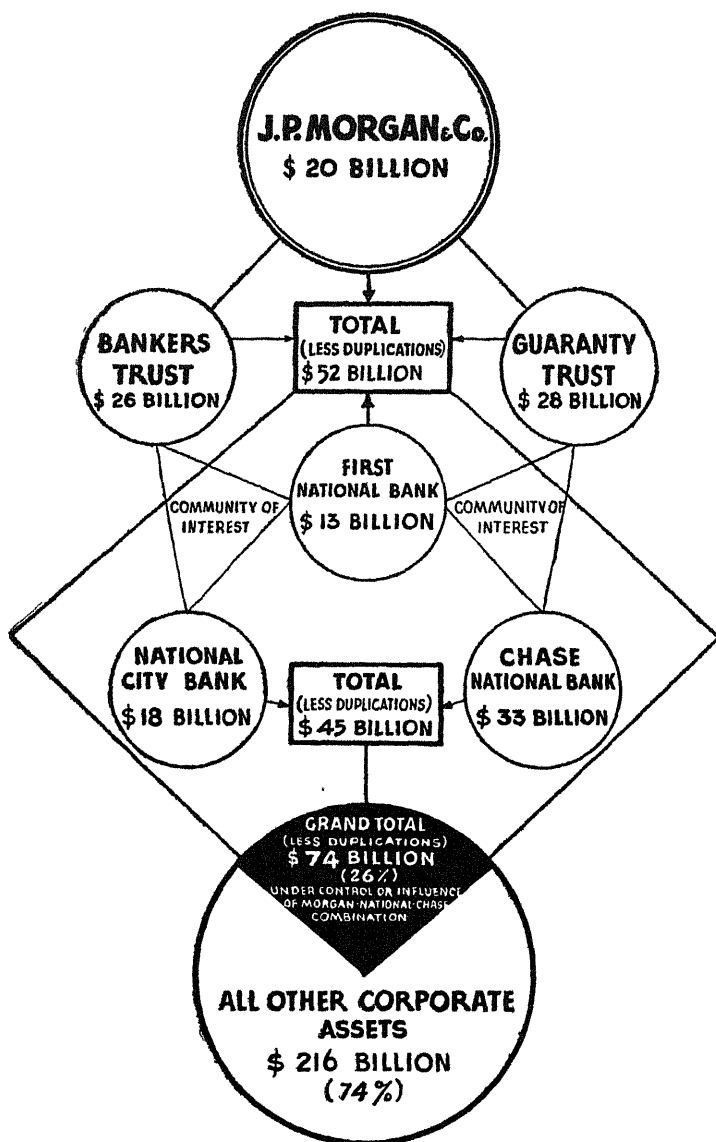 J.P. MORGAN & Co.
$ 20 BILLION
BANKERS
TRUST
$ 26 BILLION
TOTAL
(LESS DUPLICATIONS)
$ 52 BILLION
GUARANTY
TRUST
$ 28 BILLION
FIRST
NATIONAL BANK
$ 13 BILLION
COMMUNITY OF
INTEREST
COMMUNITY OF
INTEREST
NATIONAL
CITY BANK
$ 18 BILLION
TOTAL
(LESS DUPLICATIONS)
$ 45 BILLION
CHASE
NATIONAL BANK
$ 33 BILLION
GRAND TOTAL
(LESS DUPLICATIONS)
$ 74 BILLION
(26%)
UNDER CONTROL OR INFLUENCE
OF MORGAN-NATIONAL-CHASE
COMBINATION
ALL OTHER CORPORATE
ASSETS
$ 216 BILLION
(74%)